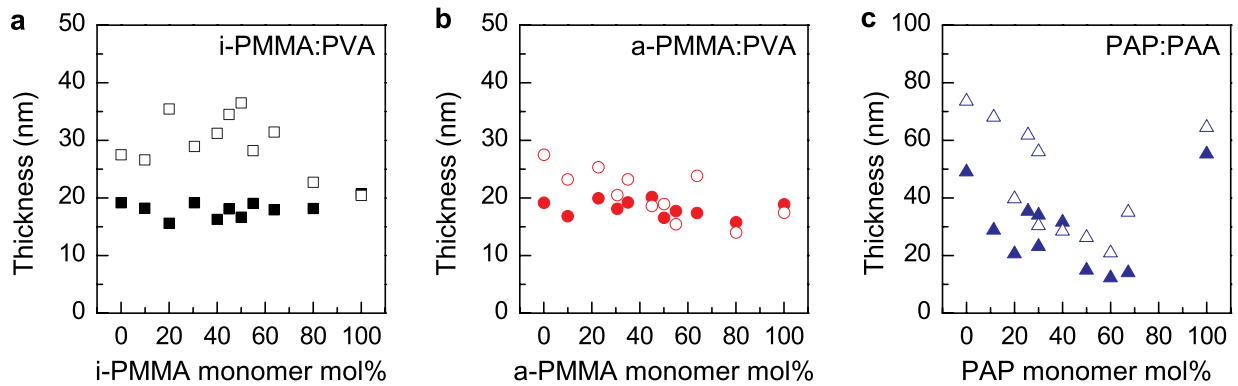 a
i-PMMA:PVA
Thickness (nm)
50
40
30
20
10
0
0 20 40 60 80 100
i-PMMA monomer mol%
b
a-PMMA:PVA
Thickness (nm)
50
40
30
20
10
0
0 20 40 60 80 100
a-PMMA monomer mol%
c
PAP:PAA
Thickness (nm)
100
80
60
40
20
0
0 20 40 60 80 100
PAP monomer mol%